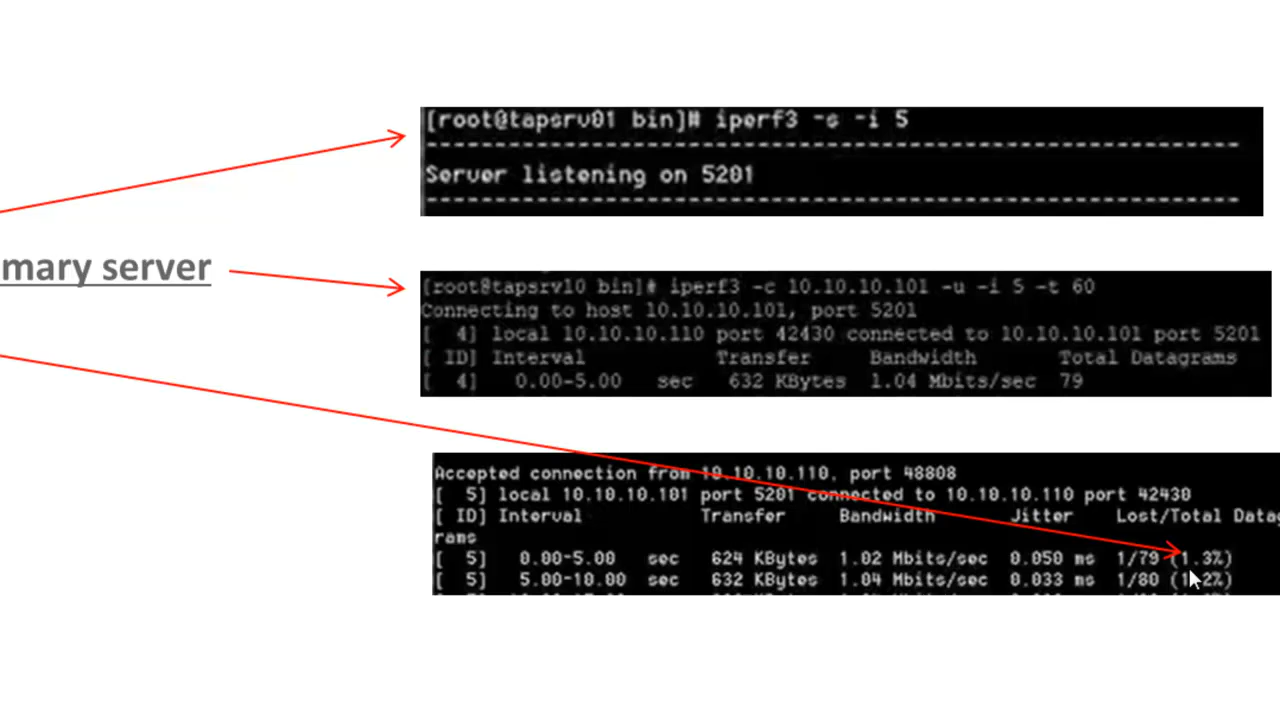 [root@tapsrv01 bin]# iperf3 -s -i 5
------------------------------------------------------------
Server listening on 5201
------------------------------------------------------------
mary server
[root@tapsrv10 bin]# iperf3 -c 10.10.10.101 -u -i 5 -t 60
Connecting to host 10.10.10.101, port 5201
[ 4] local 10.10.10.110 port 42430 connected to 10.10.10.101 port 5201
[ ID] Interval Transfer Bandwidth Total Datagrams
[ 4] 0.00-5.00 sec 632 KBytes 1.04 Mbits/sec 79
Accepted connection from 10.10.10.110, port 48808
[ 5] local 10.10.10.101 port 5201 connected to 10.10.10.110 port 42430
[ ID] Interval Transfer Bandwidth Jitter Lost/Total Datag
rams
[ 5] 0.00-5.00 sec 624 KBytes 1.02 Mbits/sec 0.050 ms 1/79 (1.3%)
[ 5] 5.00-10.00 sec 632 KBytes 1.04 Mbits/sec 0.033 ms 1/80 (1.2%)